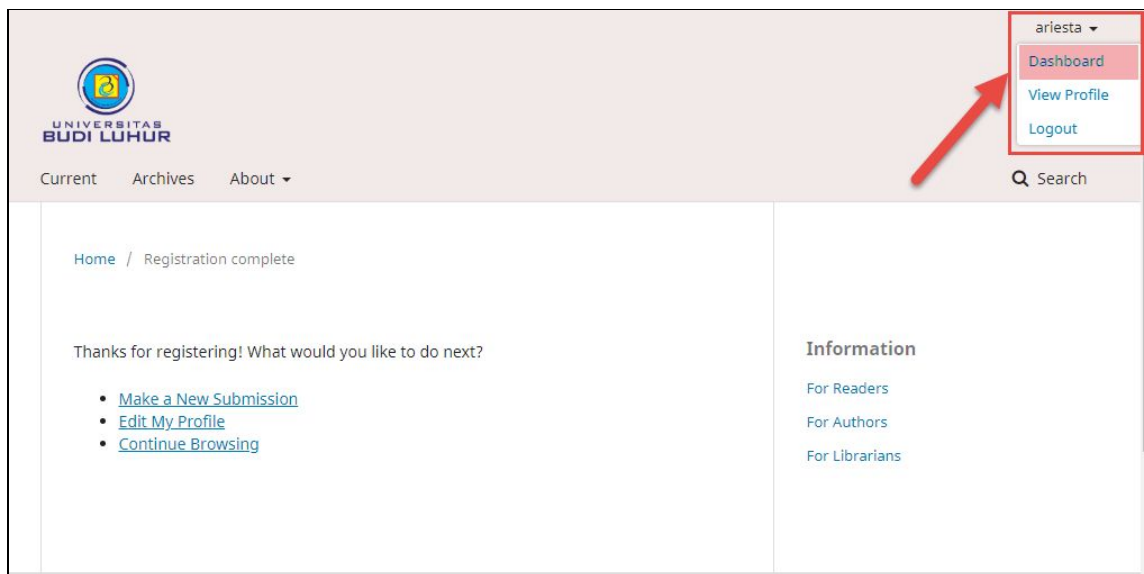 ariesta
Dashboard
View Profile
Logout
UNIVERSITAS
BUDI LUHUR
Current Archives About
Search
Home / Registration complete
Thanks for registering! What would you like to do next?
Make a New Submission
Edit My Profile
Continue Browsing
Information
For Readers
For Authors
For Librarians